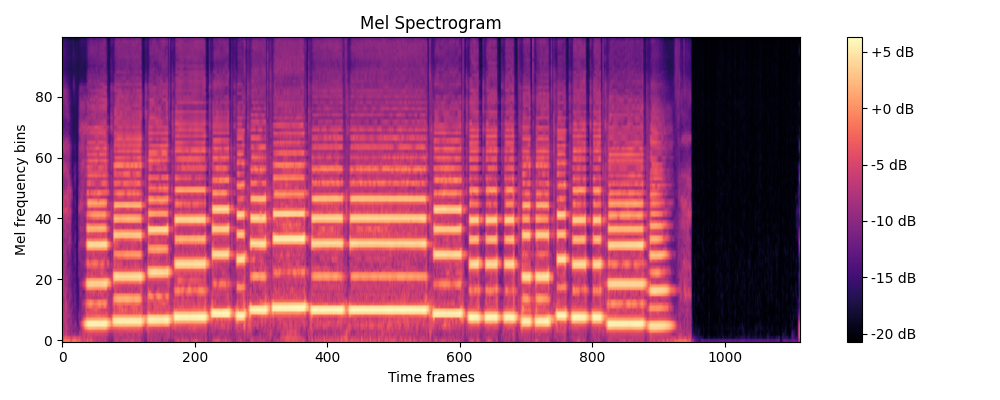 Mel Spectrogram
Mel frequency bins
80
60
40
20
0
0 200 400 600 800 1000
Time frames
+5 dB
+0 dB
-5 dB
-10 dB
-15 dB
-20 dB